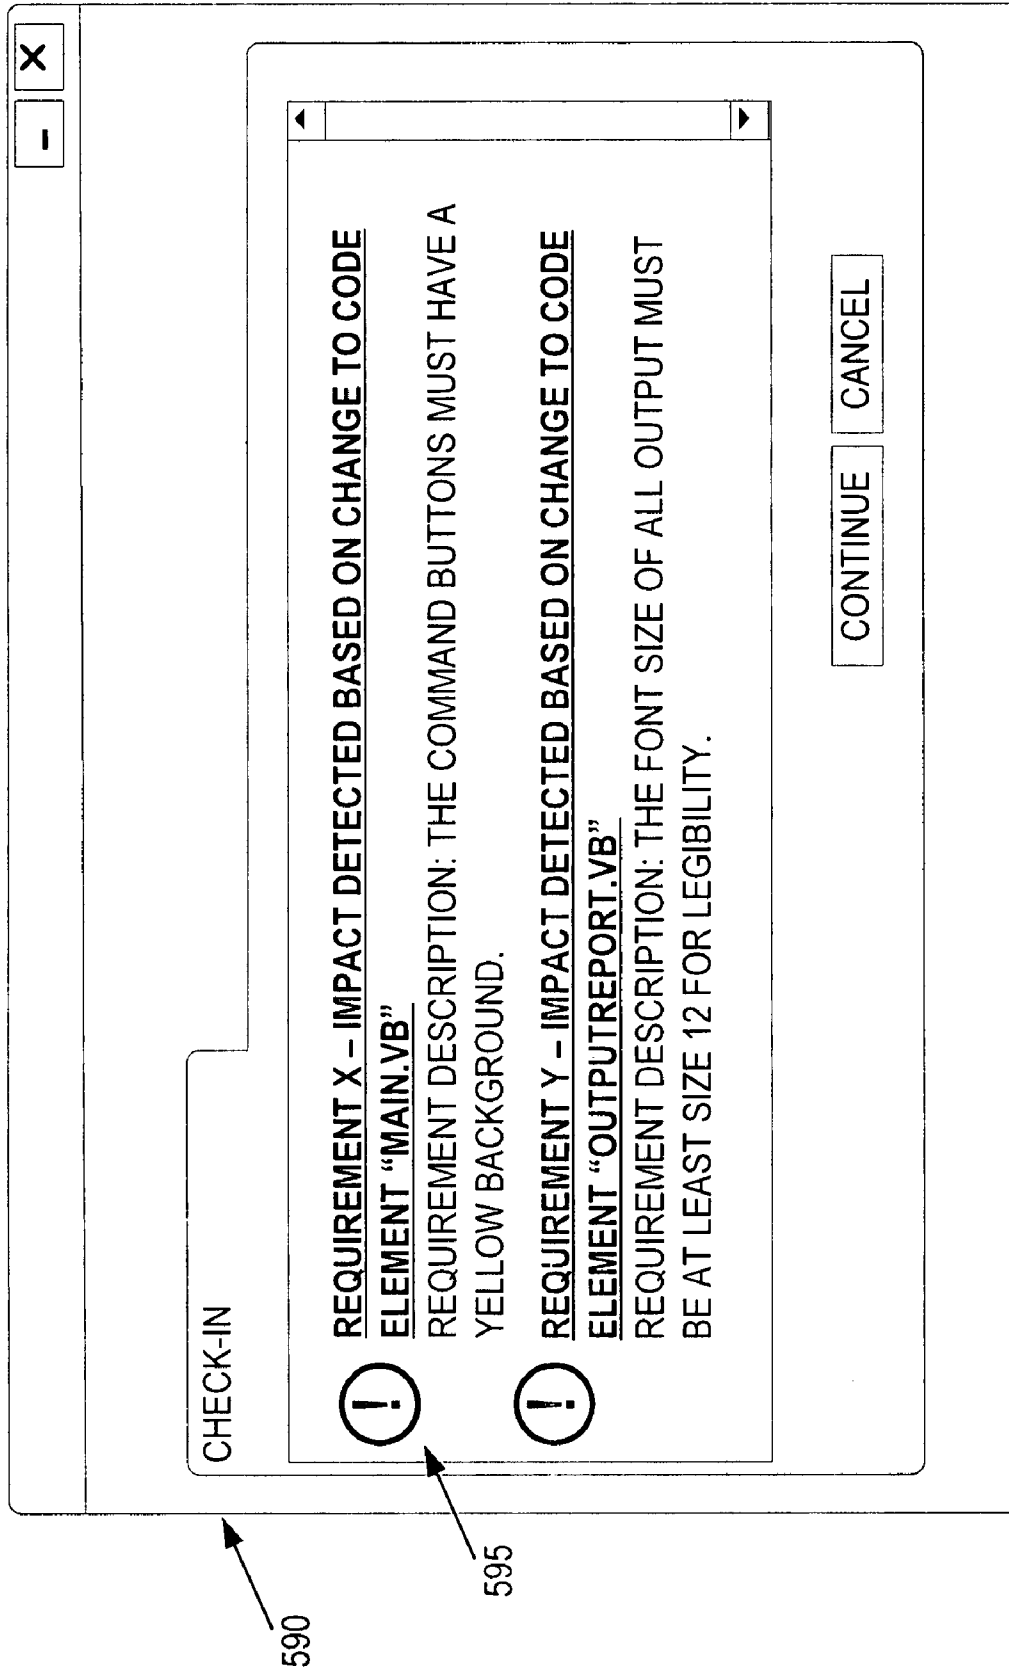 – X
CHECK-IN
! REQUIREMENT X – IMPACT DETECTED BASED ON CHANGE TO CODE
ELEMENT “MAIN.VB”
REQUIREMENT DESCRIPTION: THE COMMAND BUTTONS MUST HAVE A
YELLOW BACKGROUND.
! REQUIREMENT Y – IMPACT DETECTED BASED ON CHANGE TO CODE
ELEMENT “OUTPUTREPORT.VB”
REQUIREMENT DESCRIPTION: THE FONT SIZE OF ALL OUTPUT MUST
BE AT LEAST SIZE 12 FOR LEGIBILITY.
CONTINUE CANCEL
590
595